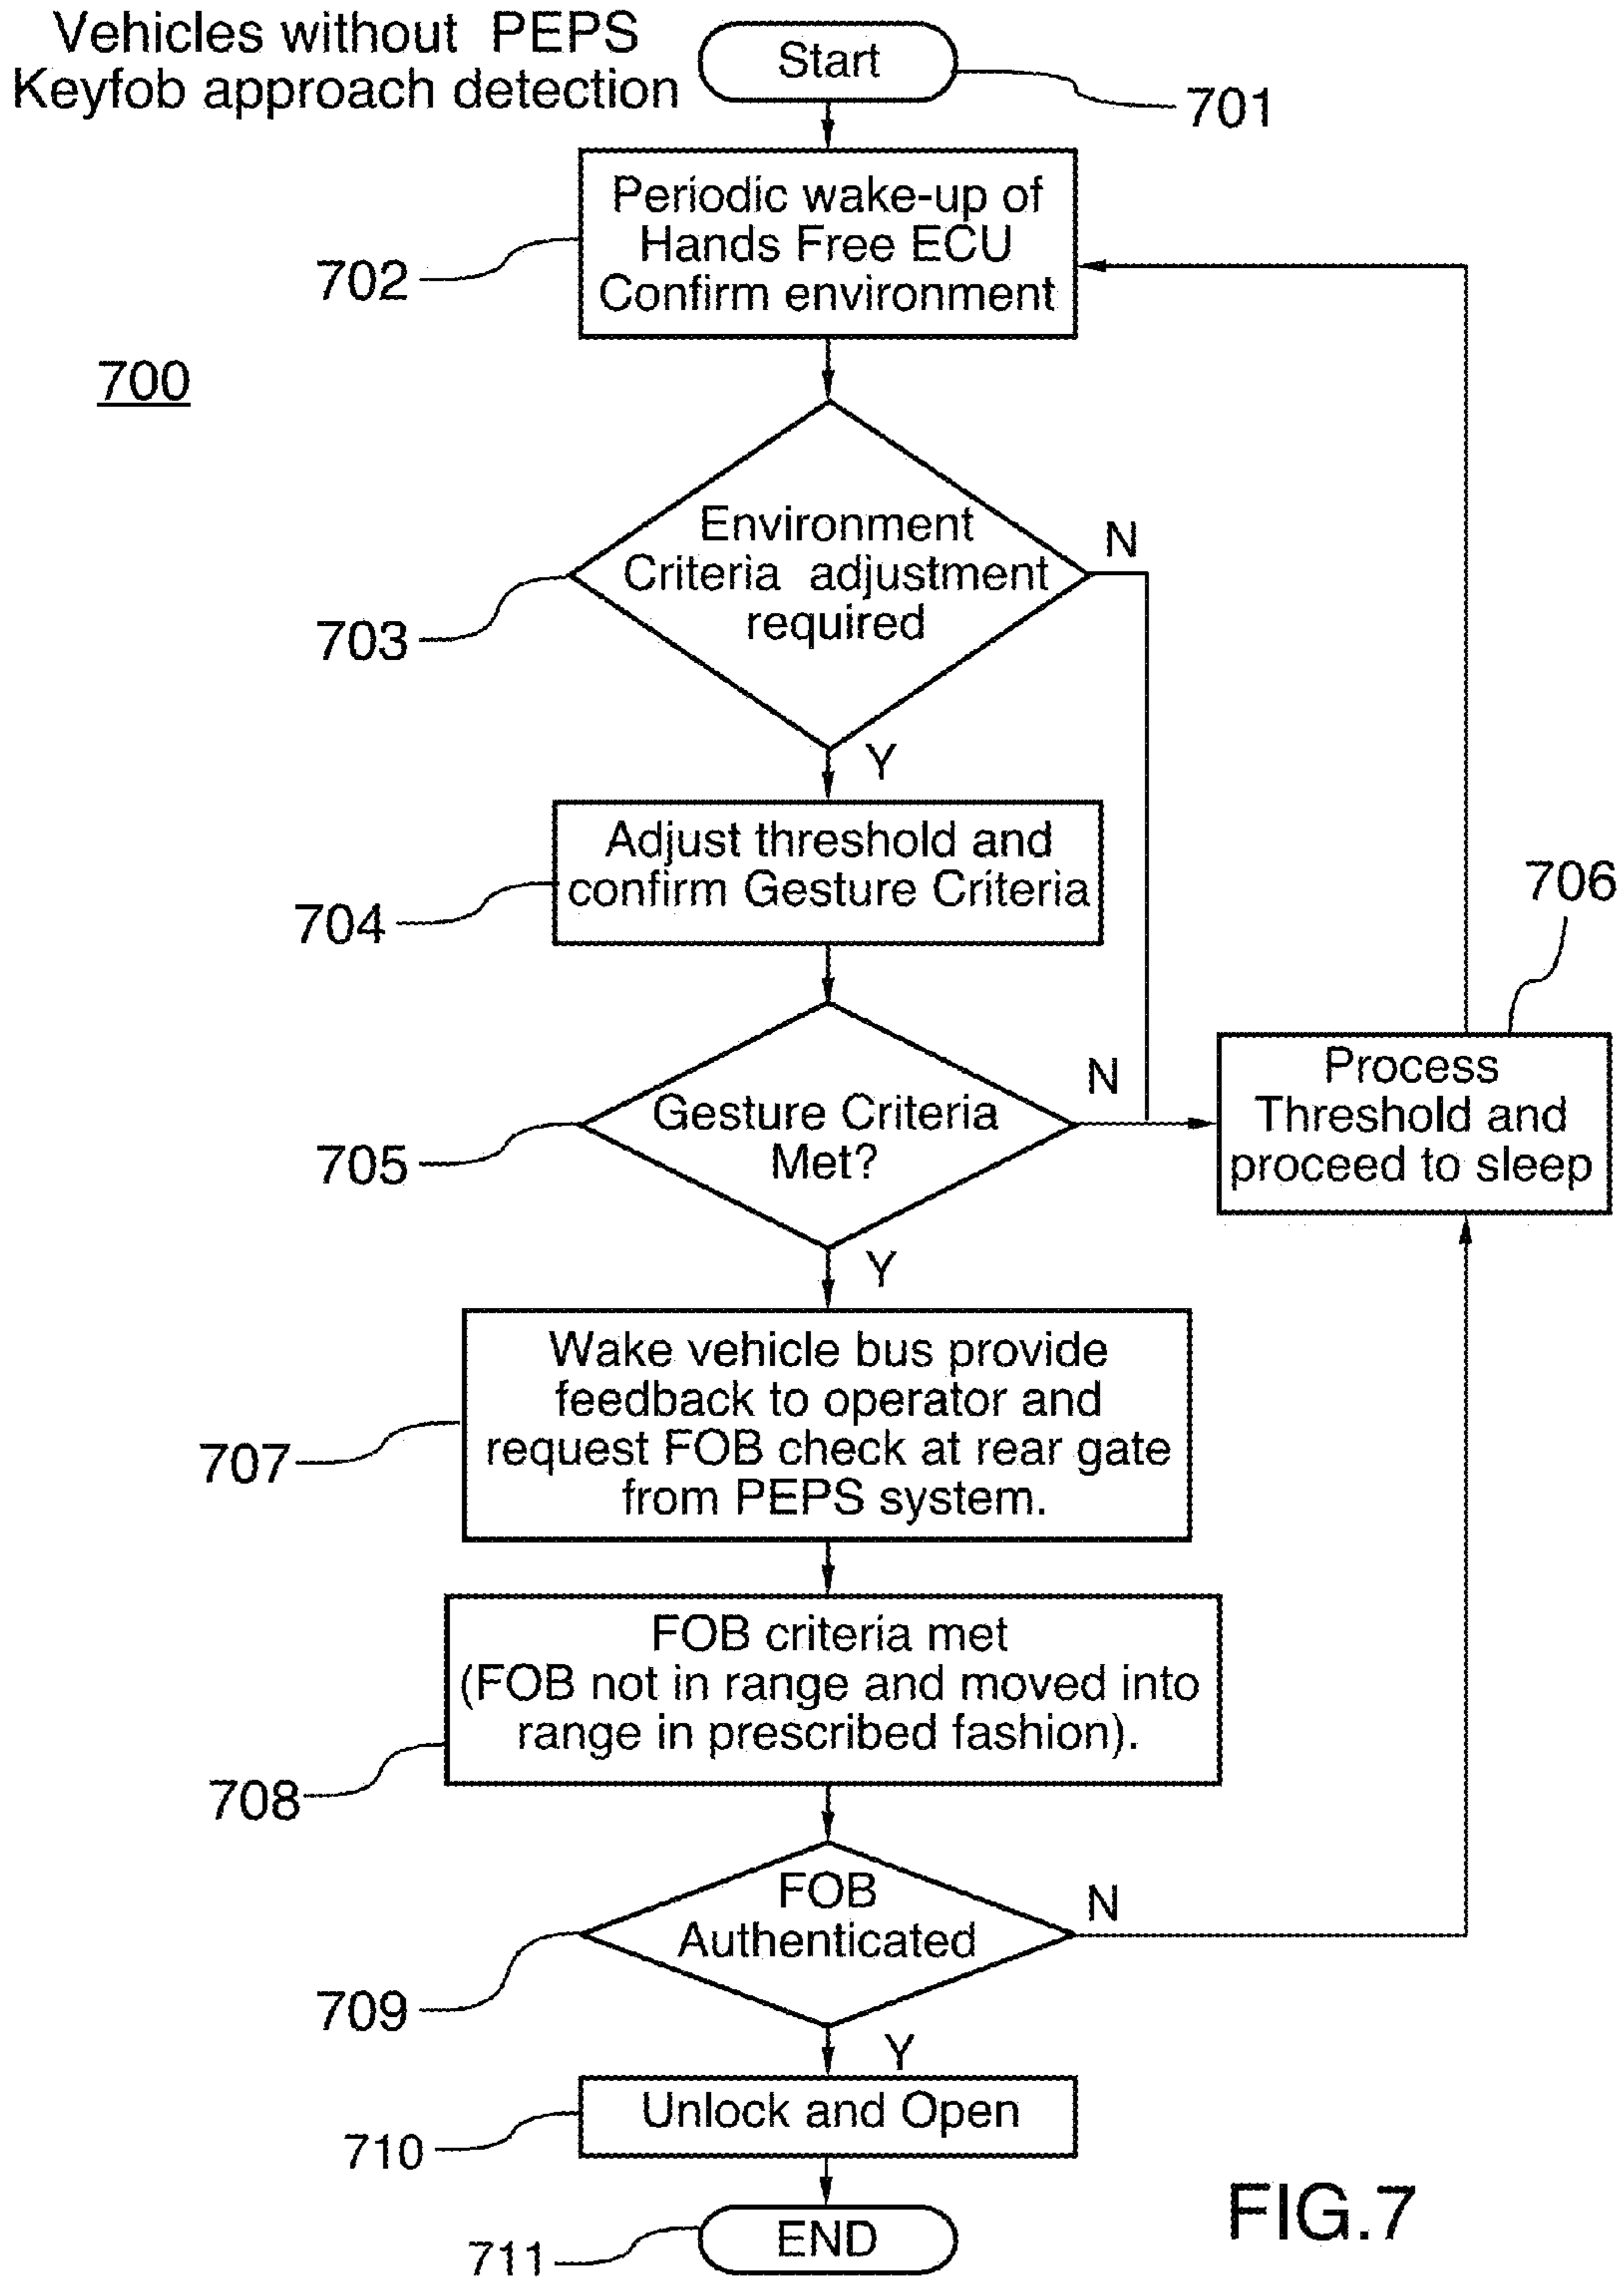 Vehicles without PEPS
Keyfob approach detection
Start
701
Periodic wake-up of
Hands Free ECU
Confirm environment
702
700
Environment
Criteria adjustment
required
N
703
Y
Adjust threshold and
confirm Gesture Criteria
704
706
Gesture Criteria
Met?
N
705
Process
Threshold and
proceed to sleep
Y
Wake vehicle bus provide
feedback to operator and
request FOB check at rear gate
from PEPS system.
707
FOB criteria met
(FOB not in range and moved into
range in prescribed fashion).
708
FOB
Authenticated
N
709
Y
Unlock and Open
710
END
711
FIG.7